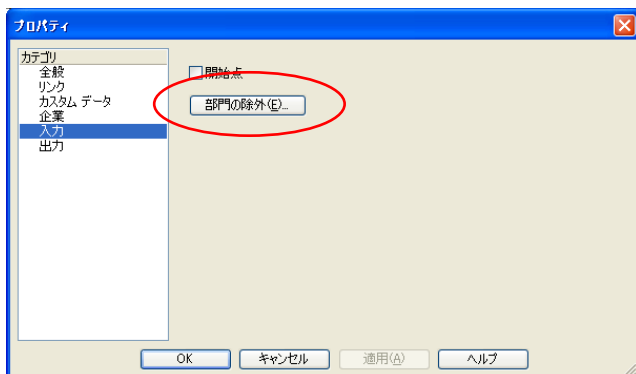 プロパティ
カテゴリ
全般
リンク
カスタム データ
企業
入力
出力
開始点
部門の除外(E)...
OK
キャンセル
適用(A)
ヘルプ